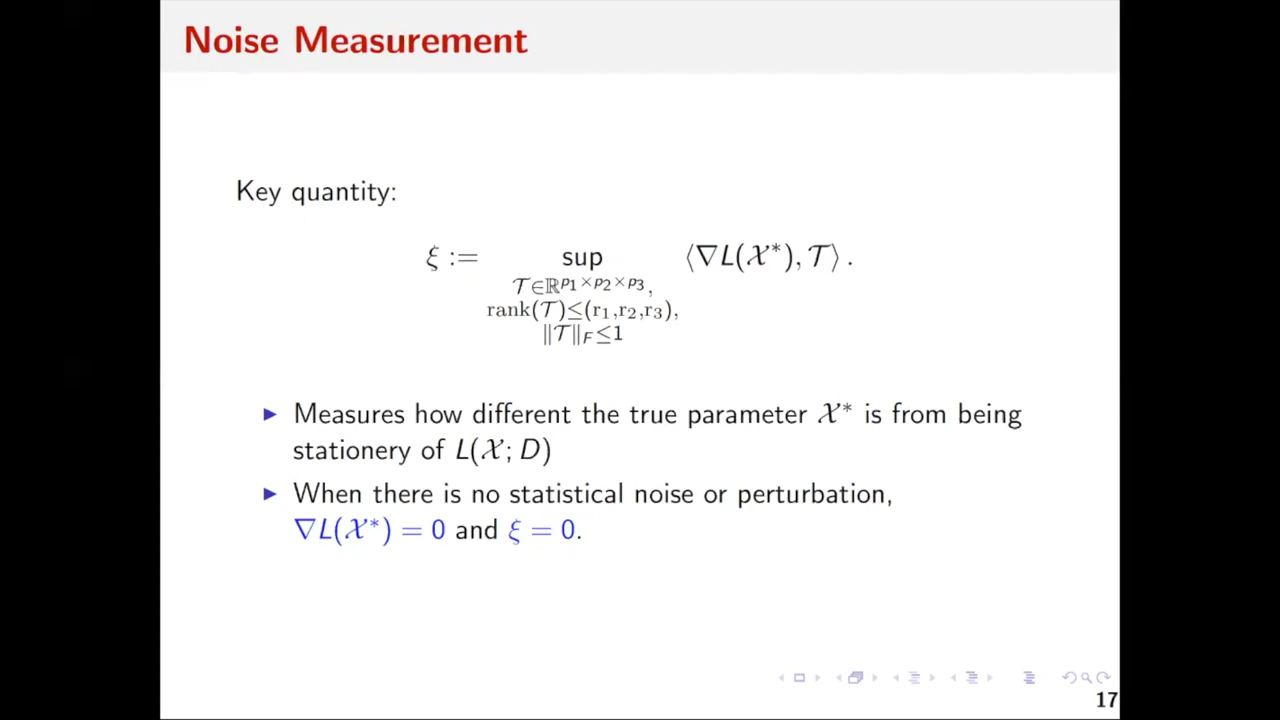 Noise Measurement
Key quantity:
ξ := sup ⟨∇L(𝒳*), 𝒯⟩ .
𝒯∈ℝ^{p₁×p₂×p₃},
rank(𝒯)≤(r₁,r₂,r₃),
‖𝒯‖_F≤1
▶ Measures how different the true parameter 𝒳* is from being
stationery of L(𝒳; D)
▶ When there is no statistical noise or perturbation,
∇L(𝒳*) = 0 and ξ = 0.
17